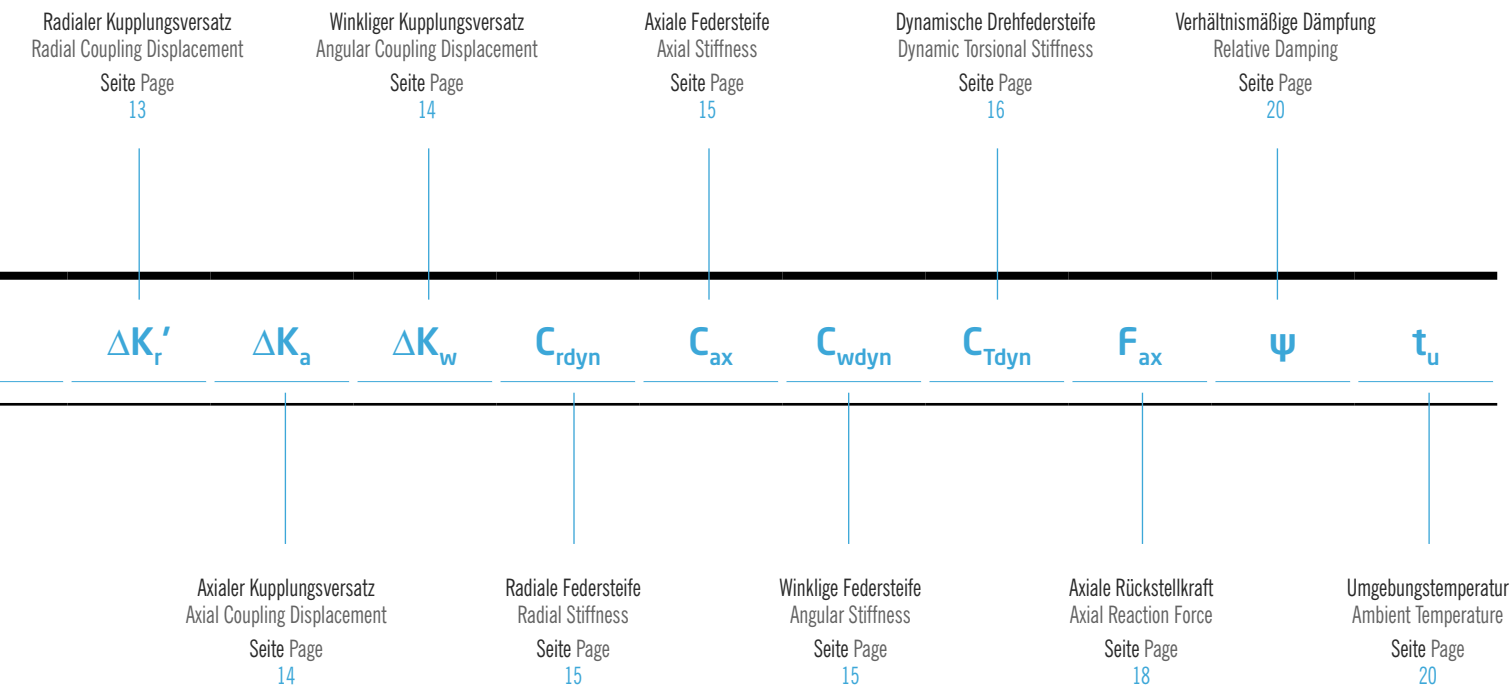 Radialer Kupplungsversatz
Radial Coupling Displacement
Seite Page
13
Winkliger Kupplungsversatz
Angular Coupling Displacement
Seite Page
14
Axiale Federsteife
Axial Stiffness
Seite Page
15
Dynamische Drehfedersteife
Dynamic Torsional Stiffness
Seite Page
16
Verhältnismäßige Dämpfung
Relative Damping
Seite Page
20
ΔKr′ ΔKa ΔKw Crdyn Cax Cwdyn CTdyn Fax ψ tu
Axialer Kupplungsversatz
Axial Coupling Displacement
Seite Page
14
Radiale Federsteife
Radial Stiffness
Seite Page
15
Winklige Federsteife
Angular Stiffness
Seite Page
15
Axiale Rückstellkraft
Axial Reaction Force
Seite Page
18
Umgebungstemperatur
Ambient Temperature
Seite Page
20